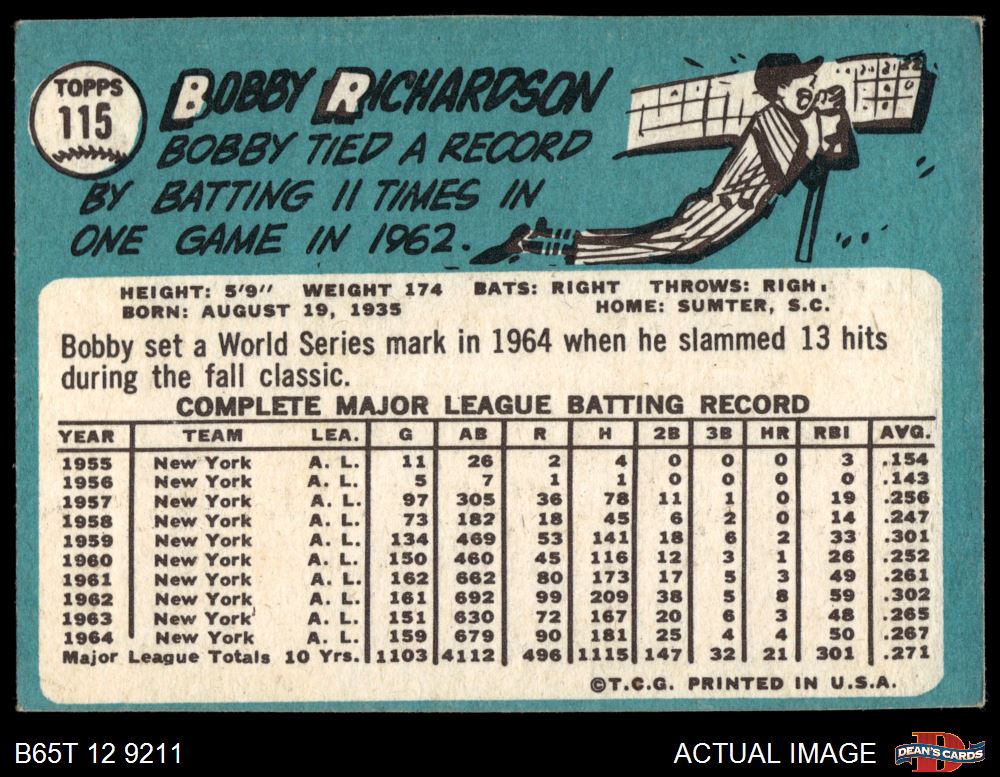 TOPPS
115
BOBBY RICHARDSON
BOBBY TIED A RECORD
BY BATTING 11 TIMES IN
ONE GAME IN 1962.
HEIGHT: 5'9" WEIGHT 174 BATS: RIGHT THROWS: RIGH.
BORN: AUGUST 19, 1935 HOME: SUMTER, S.C.
Bobby set a World Series mark in 1964 when he slammed 13 hits
during the fall classic.
COMPLETE MAJOR LEAGUE BATTING RECORD
YEAR TEAM LEA. G AB R H 2B 3B HR RBI AVG.
1955 New York A. L. 11 26 2 4 0 0 0 3 .154
1956 New York A. L. 5 7 1 1 0 0 0 0 .143
1957 New York A. L. 97 305 36 78 11 1 0 19 .256
1958 New York A. L. 73 182 18 45 6 2 0 14 .247
1959 New York A. L. 134 469 53 141 18 6 2 33 .301
1960 New York A. L. 150 460 45 116 12 3 1 26 .252
1961 New York A. L. 162 662 80 173 17 5 3 49 .261
1962 New York A. L. 161 692 99 209 38 5 8 59 .302
1963 New York A. L. 151 630 72 167 20 6 3 48 .265
1964 New York A. L. 159 679 90 181 25 4 4 50 .267
Major League Totals 10 Yrs. 1103 4112 496 1115 147 32 21 301 .271
©T.C.G. PRINTED IN U.S.A.
B65T 12 9211 ACTUAL IMAGE DEAN'S CARDS